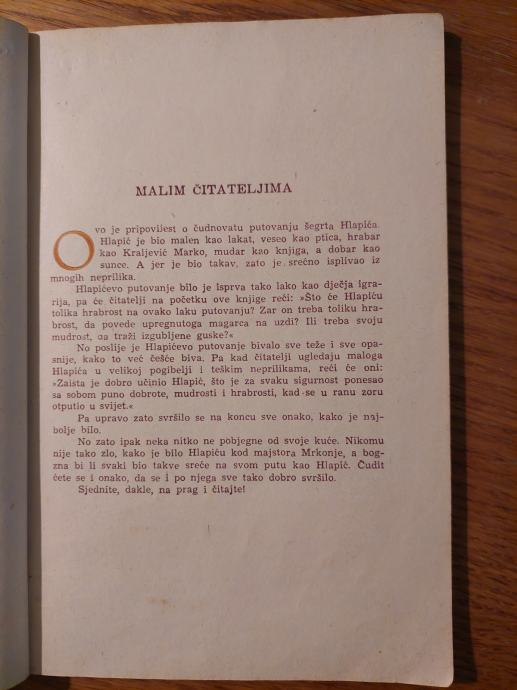 MALIM ČITATELJIMA
Ovo je pripovijest o čudnovatu putovanju šegrta Hlapića.
Hlapić je bio malen kao lakat, veseo kao ptica, hrabar
kao Kraljević Marko, mudar kao knjiga, a dobar kao
sunce. A jer je bio takav, zato je srećno isplivao iz
mnogih neprilika.
Hlapićevo putovanje bilo je isprva tako lako kao dječja igra-
rija, pa će čitatelji na početku ove knjige reći: »Što će Hlapiću
tolika hrabrost na ovako laku putovanju? Zar on treba toliku hra-
brost, da povede upregnutoga magarca na uzdi? Ili treba svoju
mudrost, da traži izgubljene guske?«
No poslije je Hlapićevo putovanje bivalo sve teže i sve opa-
snije, kako to već češće biva. Pa kad čitatelji ugledaju maloga
Hlapića u velikoj pogibelji i teškim neprilikama, reći će oni:
»Zaista je dobro učinio Hlapić, što je za svaku sigurnost ponesao
sa sobom puno dobrote, mudrosti i hrabrosti, kad se u ranu zoru
otputio u svijet.«
Pa upravo zato svršilo se na koncu sve onako, kako je naj-
bolje bilo.
No zato ipak neka nitko ne pobjegne od svoje kuće. Nikomu
nije tako zlo, kako je bilo Hlapiću kod majstora Mrkonje, a bog-
zna bi li svaki bio takve sreće na svom putu kao Hlapić. Čudit
ćete se i onako, da se i po njega sve tako dobro svršilo.
Sjednite, dakle, na prag i čitajte!